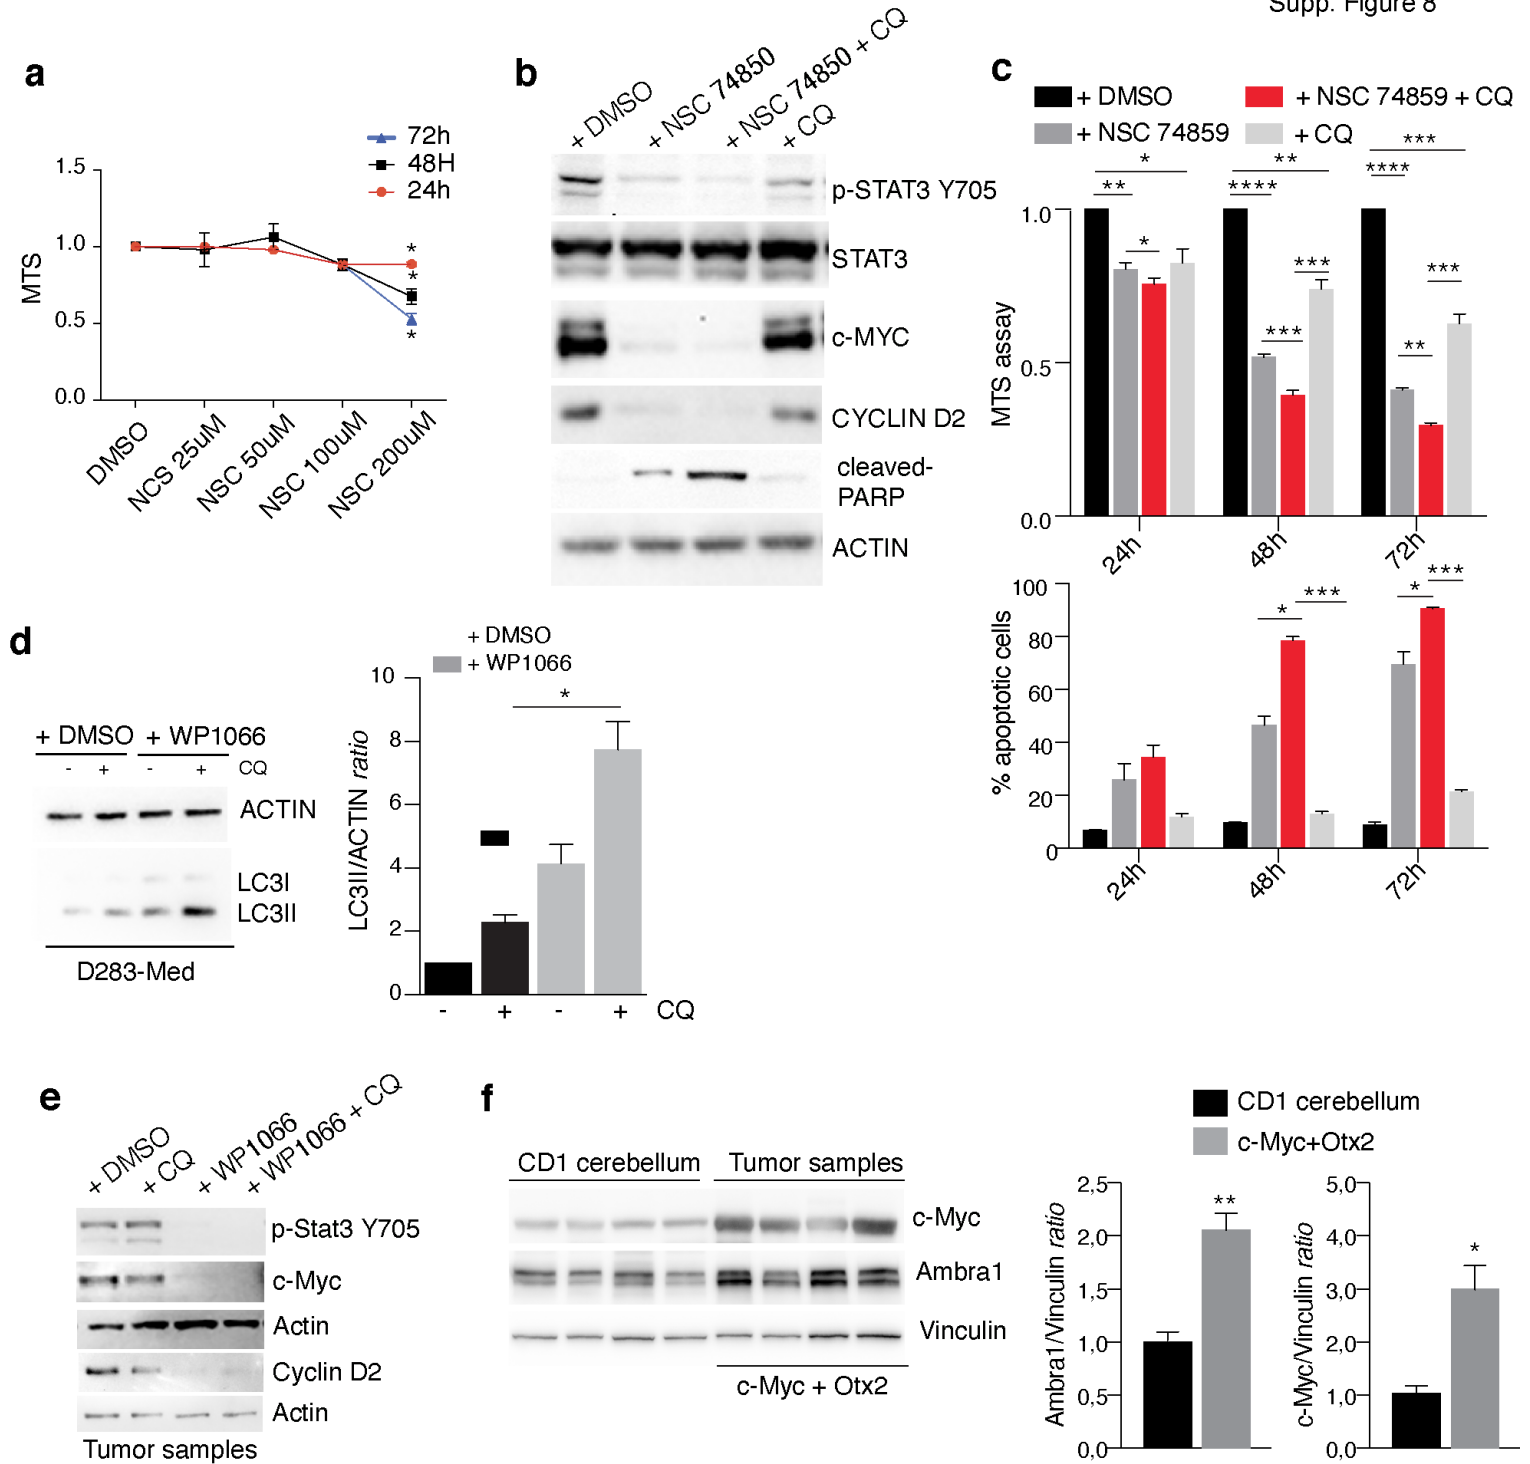 Supp. Figure 8
a
72h
48H
24h
1.5
1.0
0.5
0.0
MTS
*
*
*
DMSO
NCS 25uM
NSC 50uM
NSC 100uM
NSC 200uM
b
+ DMSO
+ NSC 74850
+ NSC 74850 + CQ
+ CQ
p-STAT3 Y705
STAT3
c-MYC
CYCLIN D2
cleaved-
PARP
ACTIN
c
+ DMSO
+ NSC 74859 + CQ
+ NSC 74859
+ CQ
* ** ***
** **** ****
* *** ***
*** **
1.0
0.5
0.0
MTS assay
24h
48h
72h
100
80
60
40
20
0
% apoptotic cells
* *** * ***
24h
48h
72h
d
+ DMSO + WP1066
- + - + CQ
ACTIN
LC3I
LC3II
D283-Med
+ DMSO
+ WP1066
10
8
6
4
2
0
LC3II/ACTIN ratio
*
- + - + CQ
e
+ DMSO
+ CQ
+ WP1066
+ WP1066 + CQ
p-Stat3 Y705
c-Myc
Actin
Cyclin D2
Actin
Tumor samples
f
CD1 cerebellum Tumor samples
c-Myc
Ambra1
Vinculin
c-Myc + Otx2
CD1 cerebellum
c-Myc+Otx2
2,5
2,0
1,5
1,0
0,5
0,0
Ambra1/Vinculin ratio
**
5,0
4,0
3,0
2,0
1,0
0,0
c-Myc/Vinculin ratio
*